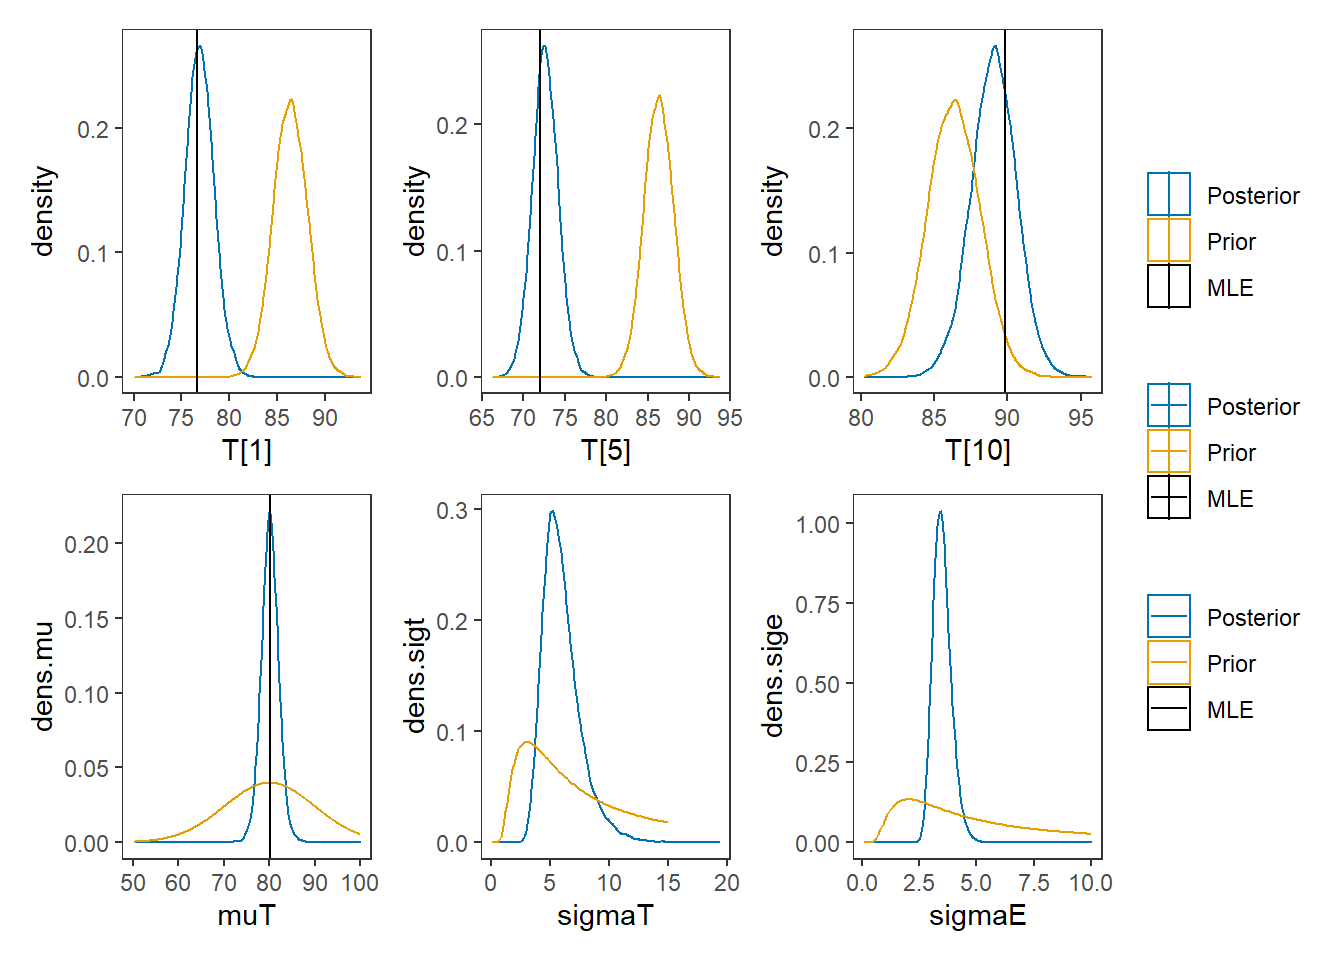 density
0.2
0.1
0.0
70 75 80 85 90
T[1]
density
0.2
0.1
0.0
65 70 75 80 85 90 95
T[5]
density
0.2
0.1
0.0
80 85 90 95
T[10]
Posterior
Prior
MLE
Posterior
Prior
MLE
Posterior
Prior
MLE
dens.mu
0.20
0.15
0.10
0.05
0.00
50 60 70 80 90 100
muT
dens.sigt
0.3
0.2
0.1
0.0
0 5 10 15 20
sigmaT
dens.sige
1.00
0.75
0.50
0.25
0.00
0.0 2.5 5.0 7.5 10.0
sigmaE